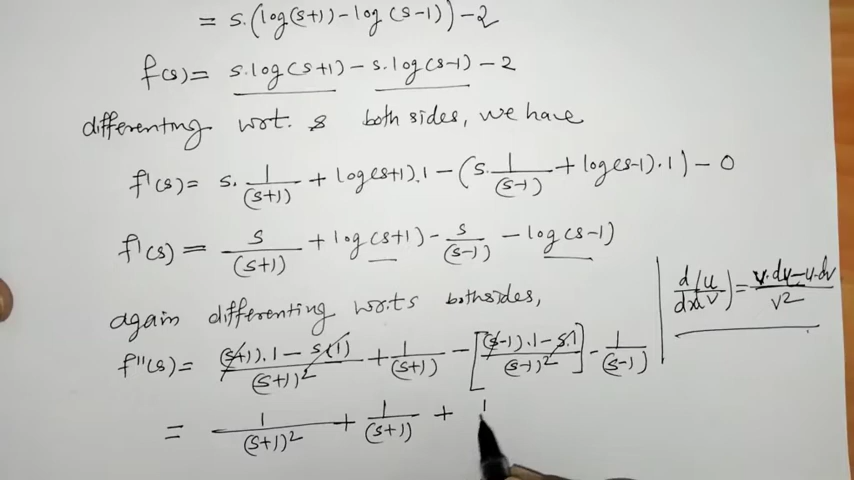 = s.(log(s+1) - log(s-1)) - 2
f(s) = s.log(s+1) - s.log(s-1) - 2
differenting w.r.t. s both sides, we have
f'(s) = s. 1/(s+1) + log(s+1).1 - (s. 1/(s-1) + log(s-1).1) - 0
f'(s) = s/(s+1) + log(s+1) - s/(s-1) - log(s-1)
d/dx(u/v) = v.du - u.dv / v²
again differenting w.r.t s bothsides,
f''(s) = (s+1).1 - s(1) / (s+1)² + 1/(s+1) - [(s-1).1 - s.1 / (s-1)²] - 1/(s-1)
= 1/(s+1)² + 1/(s+1) + 1